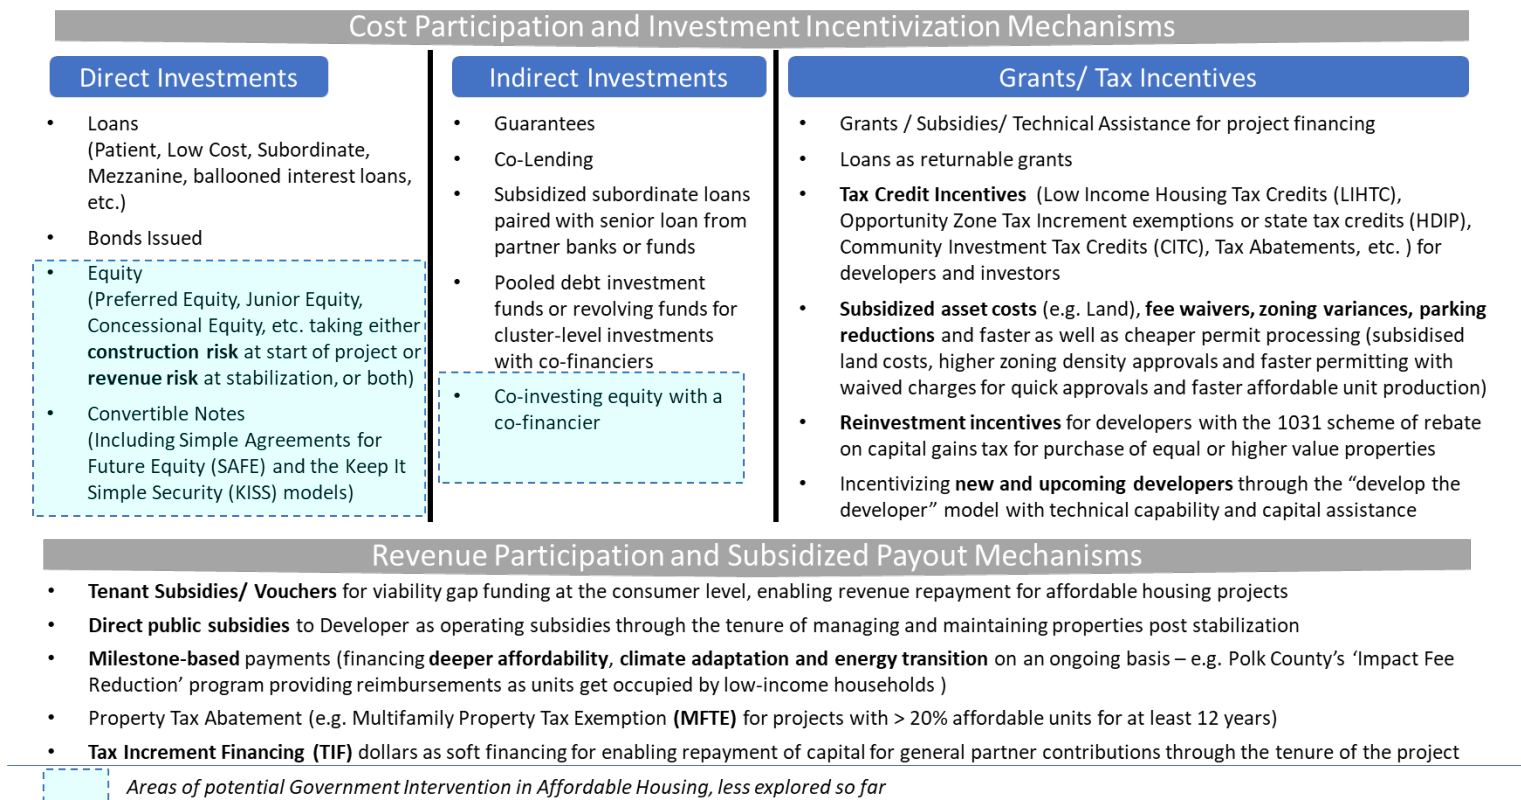 Cost Participation and Investment Incentivization Mechanisms
Direct Investments
• Loans
(Patient, Low Cost, Subordinate,
Mezzanine, ballooned interest loans,
etc.)
• Bonds Issued
• Equity
(Preferred Equity, Junior Equity,
Concessional Equity, etc. taking either
construction risk at start of project or
revenue risk at stabilization, or both)
• Convertible Notes
(Including Simple Agreements for
Future Equity (SAFE) and the Keep It
Simple Security (KISS) models)
Indirect Investments
• Guarantees
• Co-Lending
• Subsidized subordinate loans
paired with senior loan from
partner banks or funds
• Pooled debt investment
funds or revolving funds for
cluster-level investments
with co-financiers
• Co-investing equity with a
co-financier
Grants/ Tax Incentives
• Grants / Subsidies/ Technical Assistance for project financing
• Loans as returnable grants
• Tax Credit Incentives (Low Income Housing Tax Credits (LIHTC),
Opportunity Zone Tax Increment exemptions or state tax credits (HDIP),
Community Investment Tax Credits (CITC), Tax Abatements, etc. ) for
developers and investors
• Subsidized asset costs (e.g. Land), fee waivers, zoning variances, parking
reductions and faster as well as cheaper permit processing (subsidised
land costs, higher zoning density approvals and faster permitting with
waived charges for quick approvals and faster affordable unit production)
• Reinvestment incentives for developers with the 1031 scheme of rebate
on capital gains tax for purchase of equal or higher value properties
• Incentivizing new and upcoming developers through the “develop the
developer” model with technical capability and capital assistance
Revenue Participation and Subsidized Payout Mechanisms
• Tenant Subsidies/ Vouchers for viability gap funding at the consumer level, enabling revenue repayment for affordable housing projects
• Direct public subsidies to Developer as operating subsidies through the tenure of managing and maintaining properties post stabilization
• Milestone-based payments (financing deeper affordability, climate adaptation and energy transition on an ongoing basis – e.g. Polk County’s ‘Impact Fee
Reduction’ program providing reimbursements as units get occupied by low-income households )
• Property Tax Abatement (e.g. Multifamily Property Tax Exemption (MFTE) for projects with > 20% affordable units for at least 12 years)
• Tax Increment Financing (TIF) dollars as soft financing for enabling repayment of capital for general partner contributions through the tenure of the project
Areas of potential Government Intervention in Affordable Housing, less explored so far